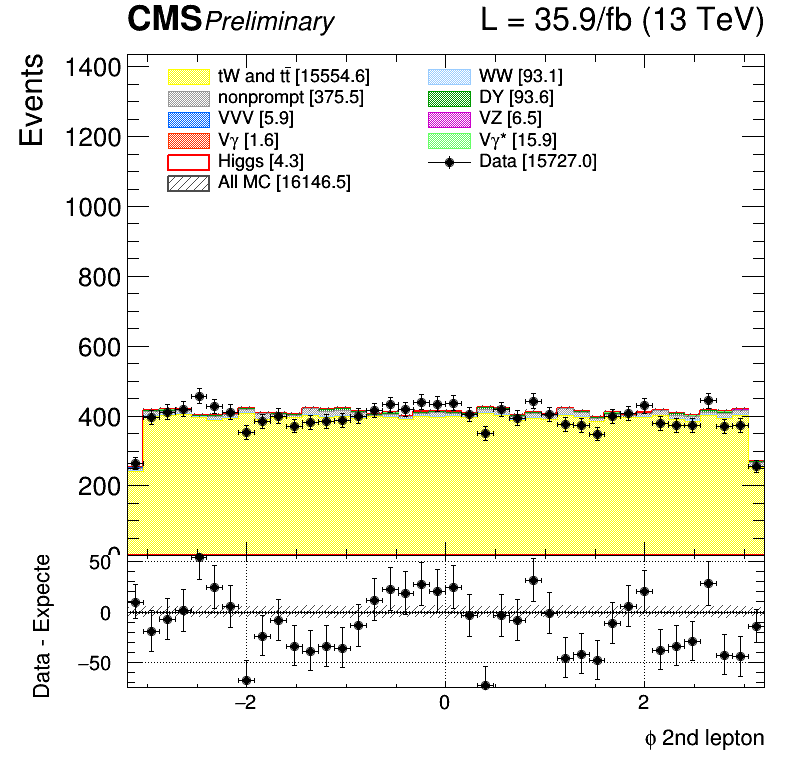 CMS Preliminary L = 35.9/fb (13 TeV)
Events
1400
1200
1000
800
600
400
200
0
tW and tt̄ [15554.6]
nonprompt [375.5]
VVV [5.9]
Vγ [1.6]
Higgs [4.3]
All MC [16146.5]
WW [93.1]
DY [93.6]
VZ [6.5]
Vγ* [15.9]
Data [15727.0]
Data - Expecte
50
0
−50
−2 0 2
ϕ 2nd lepton